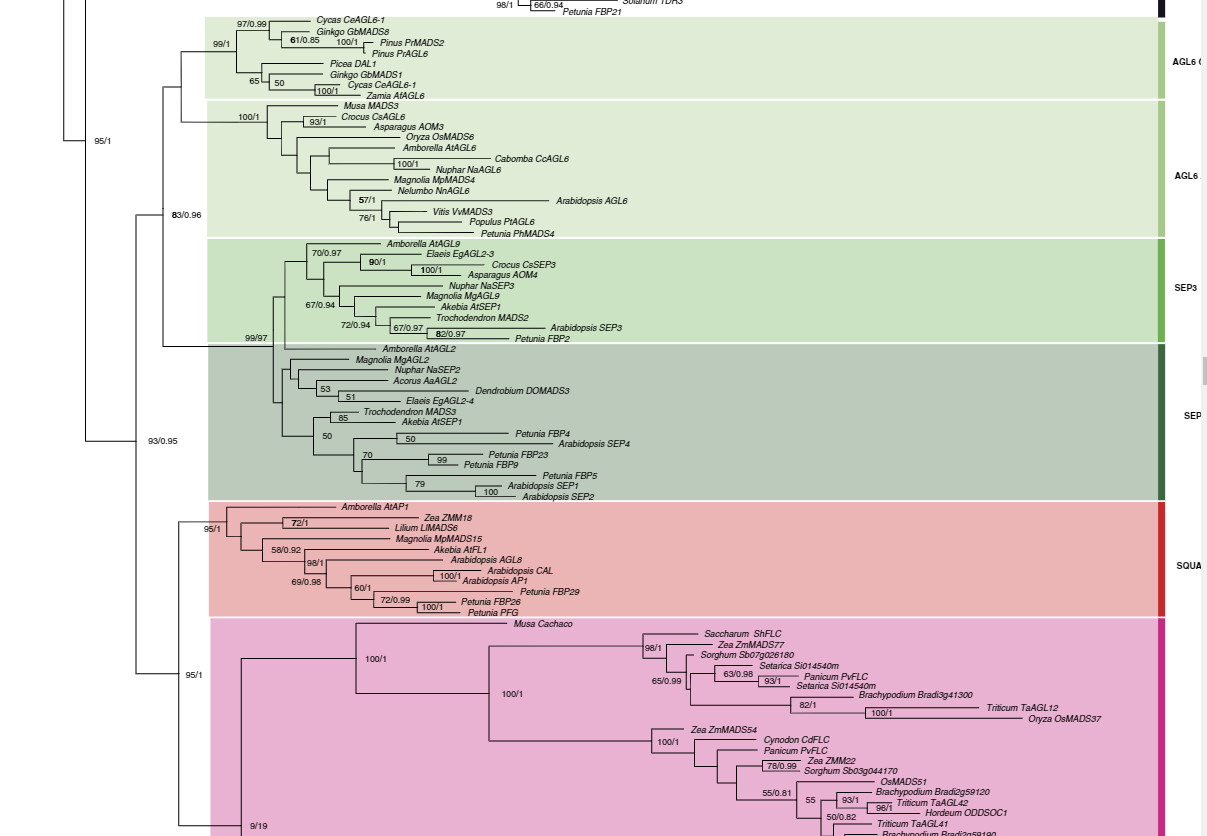 Solanum TDR3
98/1
66/0.94
Petunia FBP21
Cycas CeAGL6-1
97/0.99
Ginkgo GbMADS8
61/0.85
100/1
Pinus PrMADS2
99/1
Pinus PrAGL6
AGL6
Picea DAL1
Ginkgo GbMADS1
65
50
Cycas CeAGL6-1
100/1
Zamia AfAGL6
Musa MADS3
100/1
Crocus CsAGL6
93/1
Asparagus AOM3
Oryza OsMADS6
95/1
Amborella AtAGL6
Cabomba CcAGL6
100/1
Nuphar NaAGL6
AGL6
Magnolia MpMADS4
Nelumbo NnAGL6
57/1
Arabidopsis AGL6
83/0.96
76/1
Vitis VvMADS3
Populus PtAGL6
Petunia PhMADS4
Amborella AtAGL9
70/0.97
Elaeis EgAGL2-3
90/1
Crocus CsSEP3
100/1
Asparagus AOM4
Nuphar NaSEP3
SEP3
Magnolia MgAGL9
67/0.94
Akebia AtSEP1
Trochodendron MADS2
72/0.94
67/0.97
Arabidopsis SEP3
82/0.97
Petunia FBP2
99/97
Amborella AtAGL2
Magnolia MgAGL2
Nuphar NaSEP2
Acorus AaAGL2
53
Dendrobium DOMADS3
51
Elaeis EgAGL2-4
Trochodendron MADS3
SEP
85
Akebia AtSEP1
50
Petunia FBP4
50
Arabidopsis SEP4
93/0.95
70
Petunia FBP23
99
Petunia FBP9
Petunia FBP5
79
Arabidopsis SEP1
100
Arabidopsis SEP2
Amborella AtAP1
Zea ZMM18
95/1
72/1
Lilium LlMADS6
Magnolia MpMADS15
58/0.92
Akebia AtFL1
98/1
Arabidopsis AGL8
SQUA
Arabidopsis CAL
100/1
69/0.98
Arabidopsis AP1
60/1
Petunia FBP29
72/0.99
Petunia FBP26
100/1
Petunia PFG
Musa Cachaco
Saccharum ShFLC
98/1
Zea ZmMADS77
100/1
Sorghum Sb07g026180
Setarica Si014540m
95/1
65/0.99
63/0.98
Panicum PvFLC
93/1
Setarica Si014540m
100/1
Brachypodium Bradi3g41300
82/1
Triticum TaAGL12
100/1
Oryza OsMADS37
Zea ZmMADS54
100/1
Cynodon CdFLC
Panicum PvFLC
Zea ZMM22
78/0.99
Sorghum Sb03g044170
OsMADS51
55/0.81
55
Brachypodium Bradi2g59120
93/1
Triticum TaAGL42
96/1
Hordeum ODDSOC1
50/0.82
9/19
Triticum TaAGL41
Brachypodium Bradi2g59190